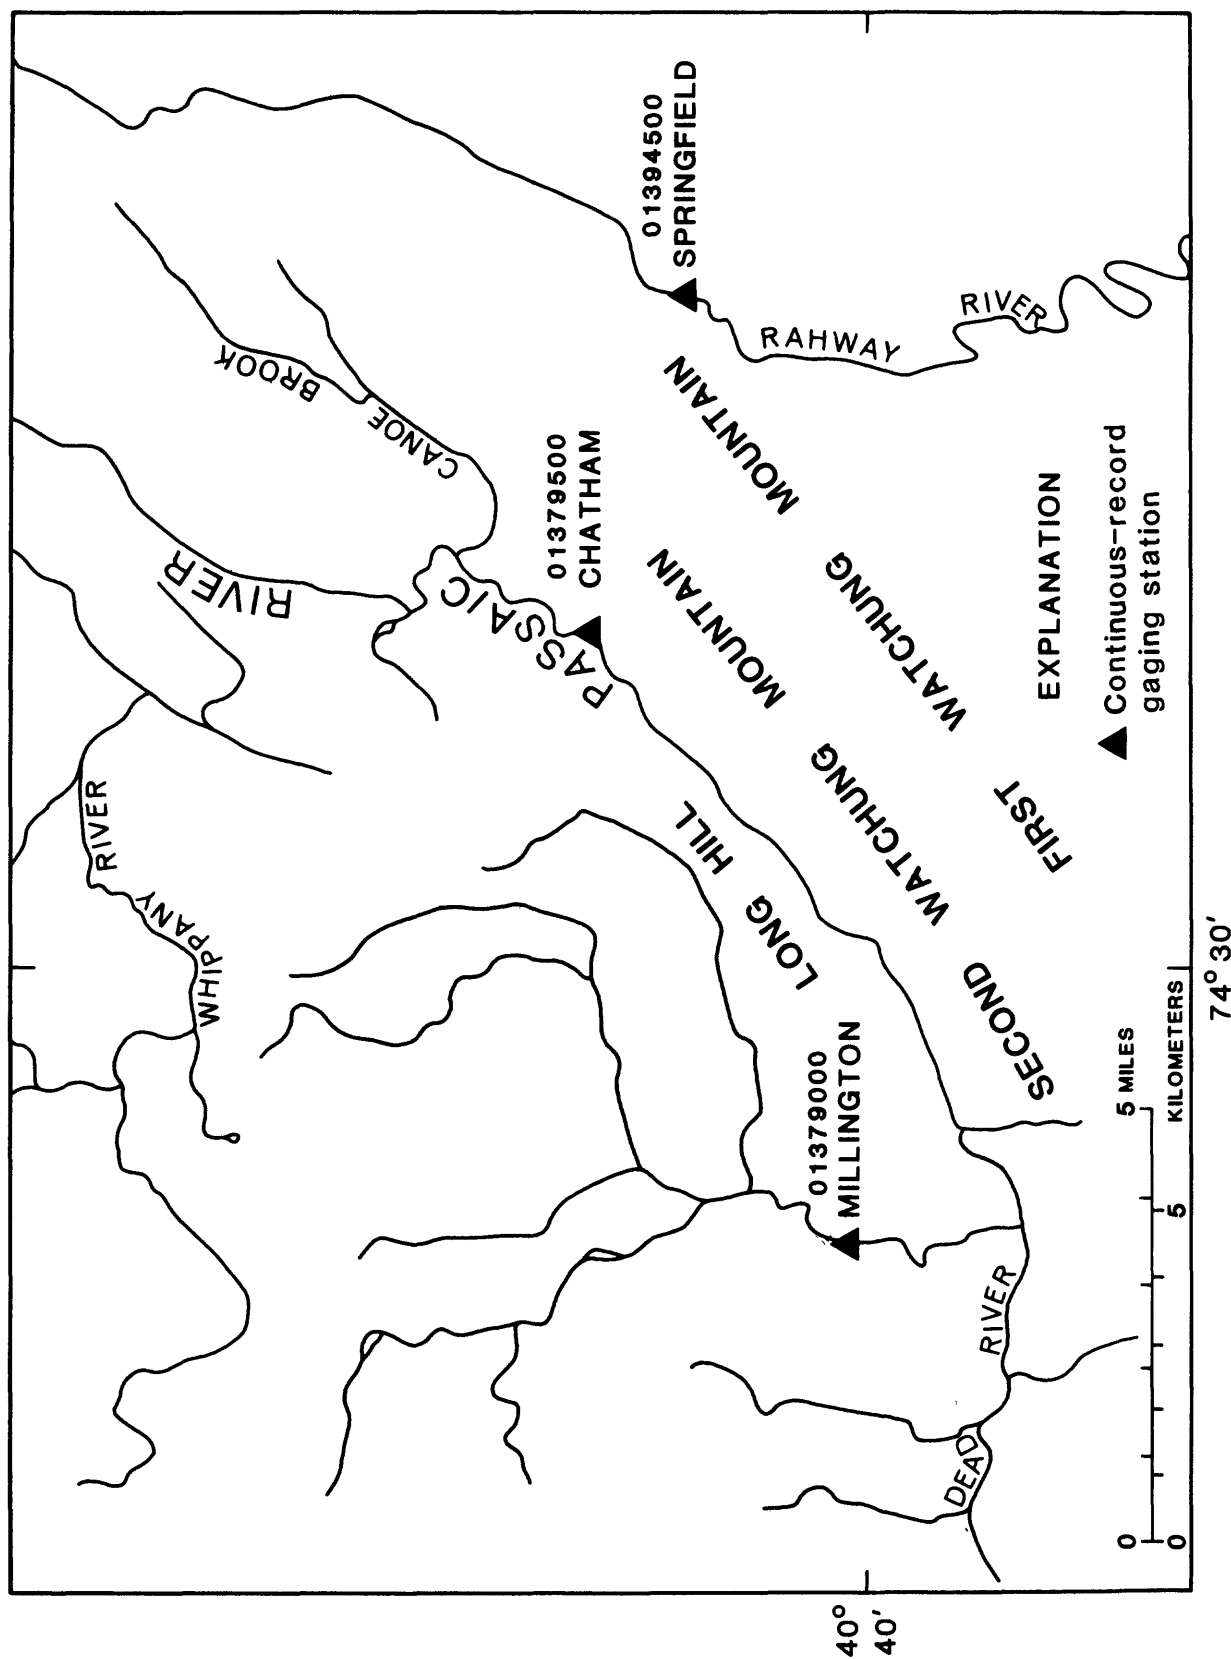 WHIPPANY RIVER
PASSAIC RIVER
CANOE BROOK
01394500
SPRINGFIELD
01379500
CHATHAM
01379000
MILLINGTON
RAHWAY RIVER
LONG HILL
SECOND WATCHUNG MOUNTAIN
FIRST WATCHUNG MOUNTAIN
DEAD RIVER
EXPLANATION
Continuous-record
gaging station
0 5 MILES
0 5 KILOMETERS
40°
40'
74° 30'